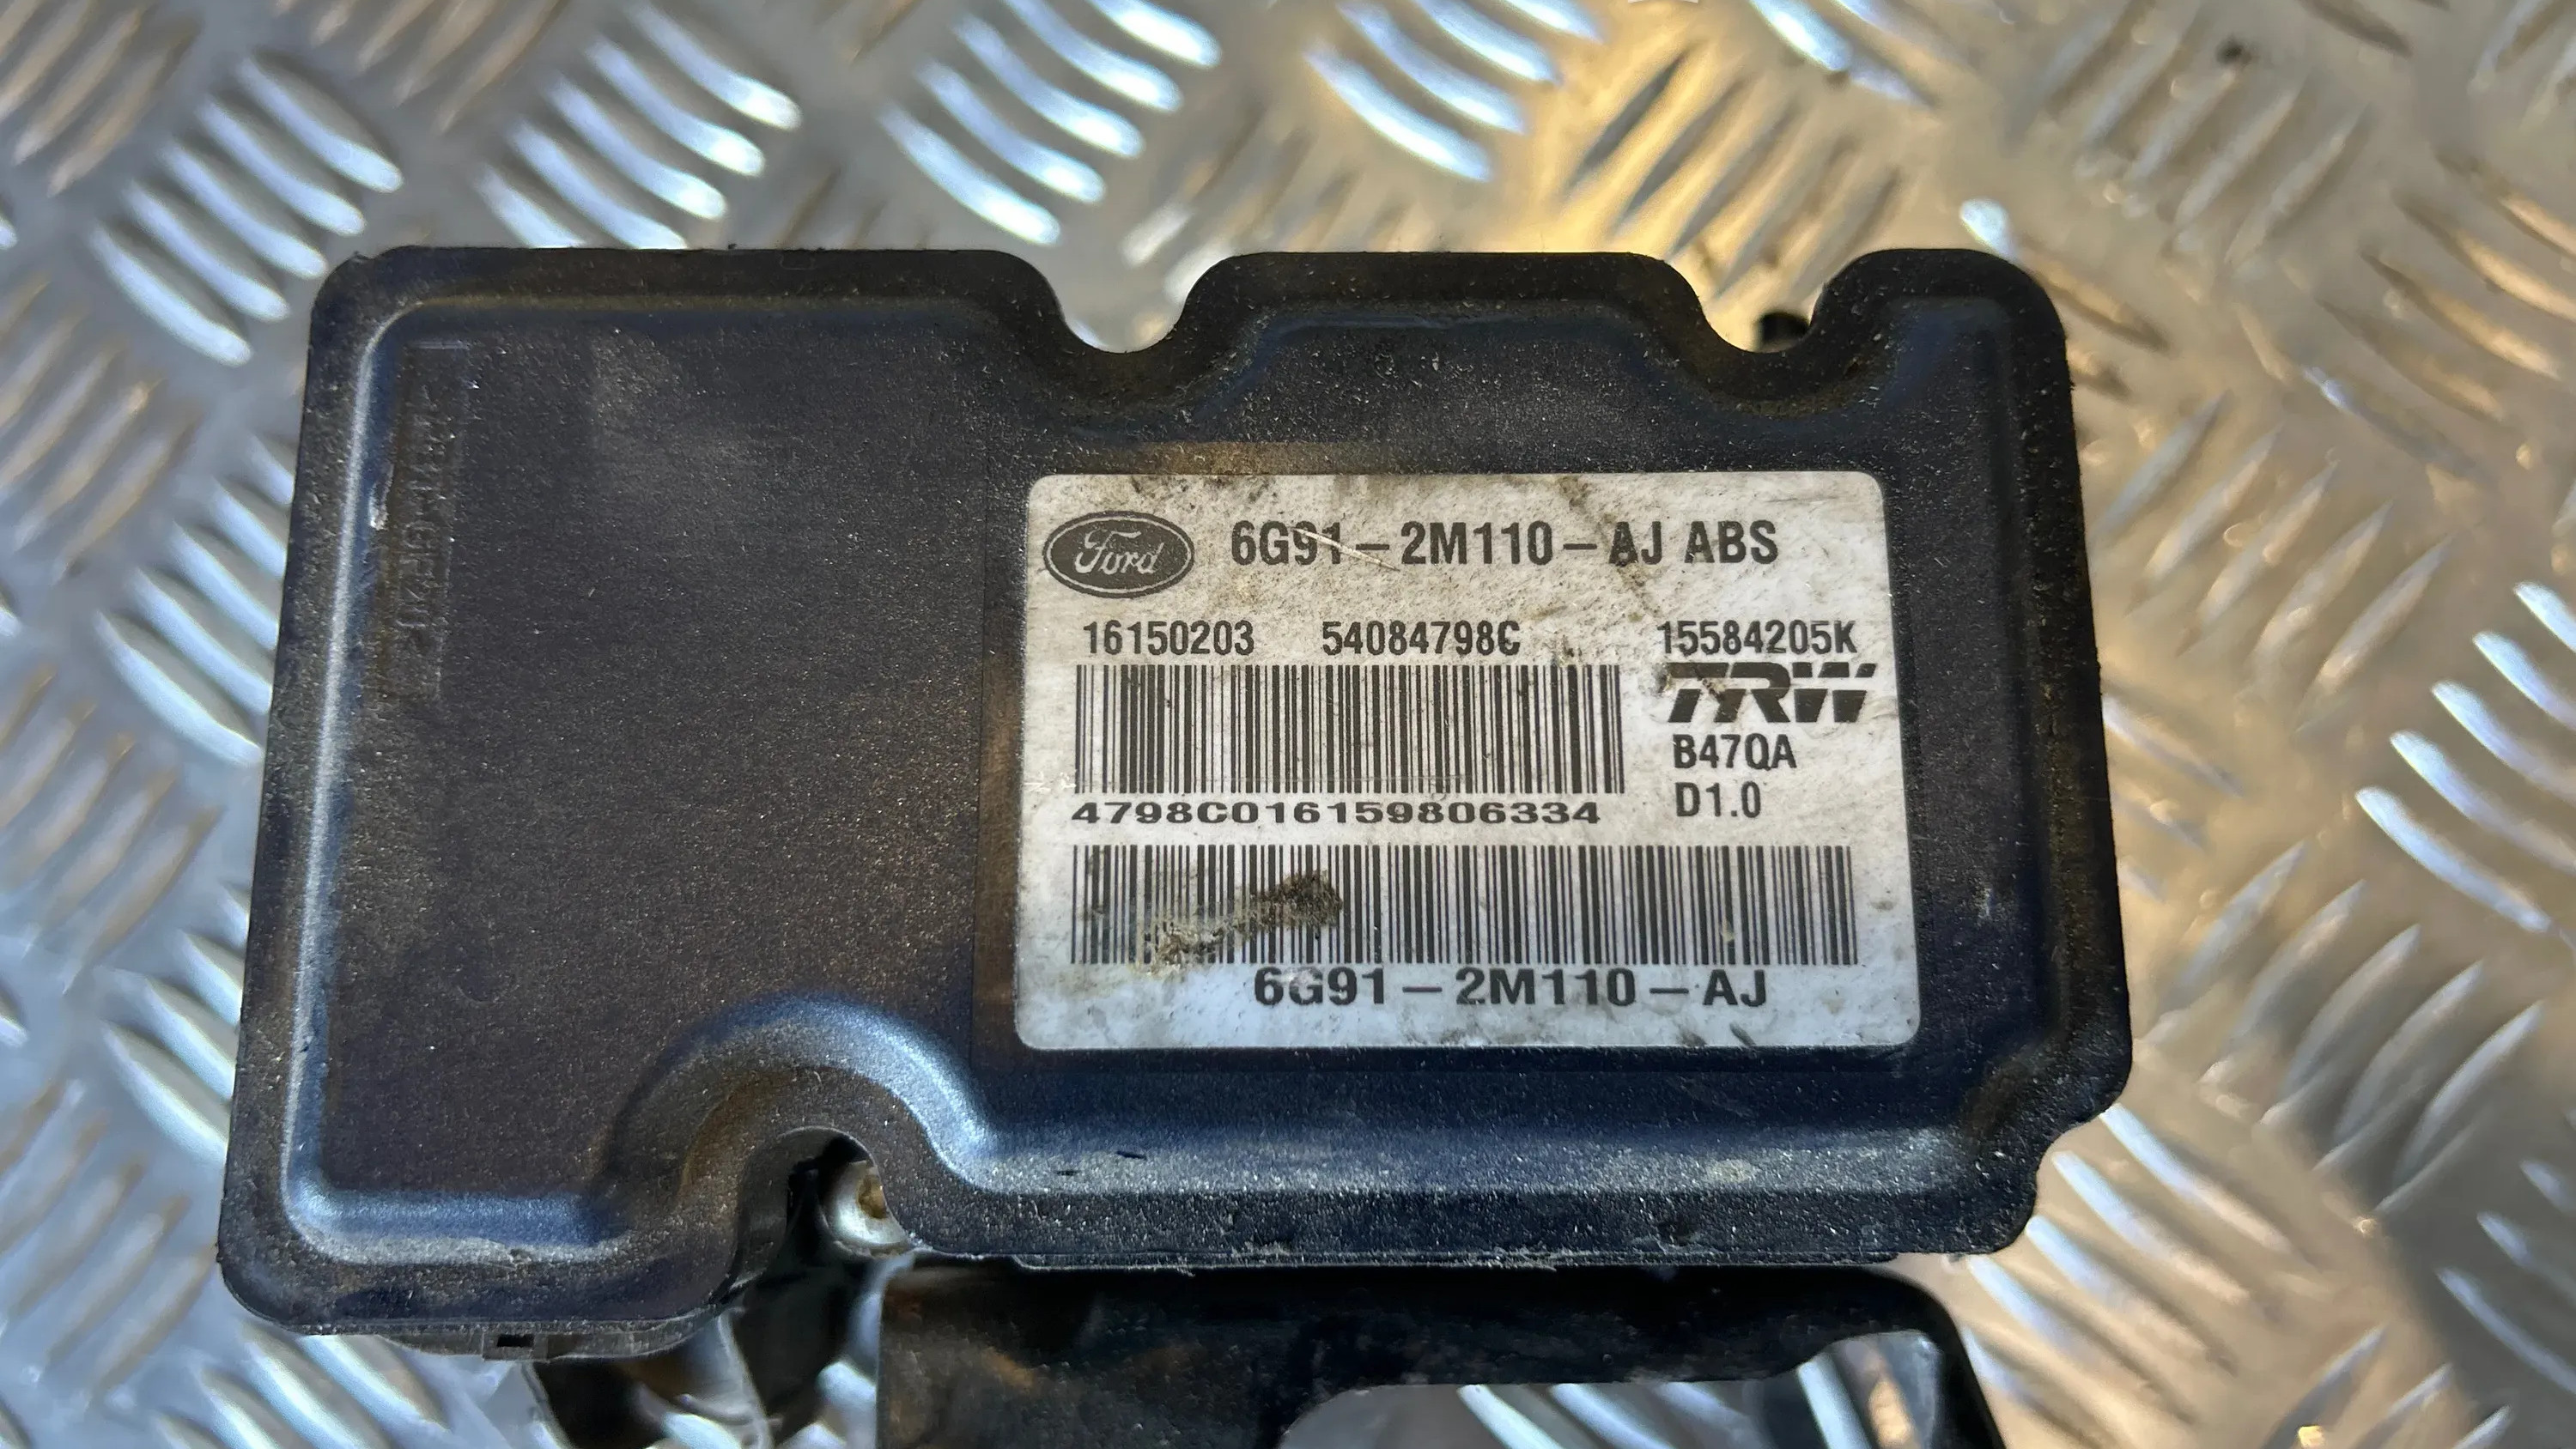 Ford 6G91-2M110-AJ ABS
16150203 54084798C 15584205K
TRW
B47QA
D1.0
4798C016159806334
6G91-2M110-AJ